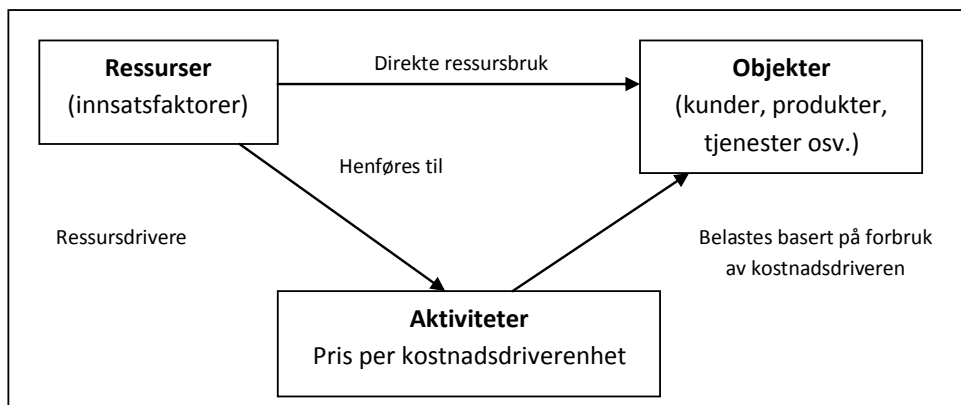 Ressurser
(innsatsfaktorer)
Direkte ressursbruk
Objekter
(kunder, produkter,
tjenester osv.)
Henføres til
Ressursdrivere
Belastes basert på forbruk
av kostnadsdriveren
Aktiviteter
Pris per kostnadsdriverenhet